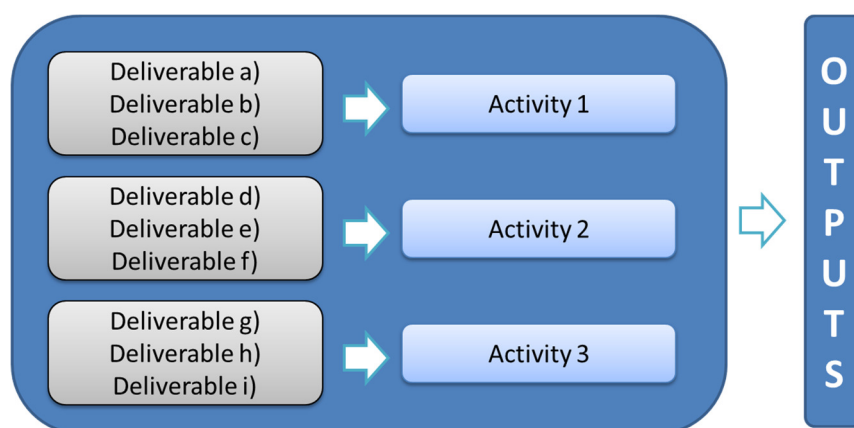 Deliverable a)
Deliverable b)
Deliverable c)
Activity 1
Deliverable d)
Deliverable e)
Deliverable f)
Activity 2
Deliverable g)
Deliverable h)
Deliverable i)
Activity 3
O
U
T
P
U
T
S